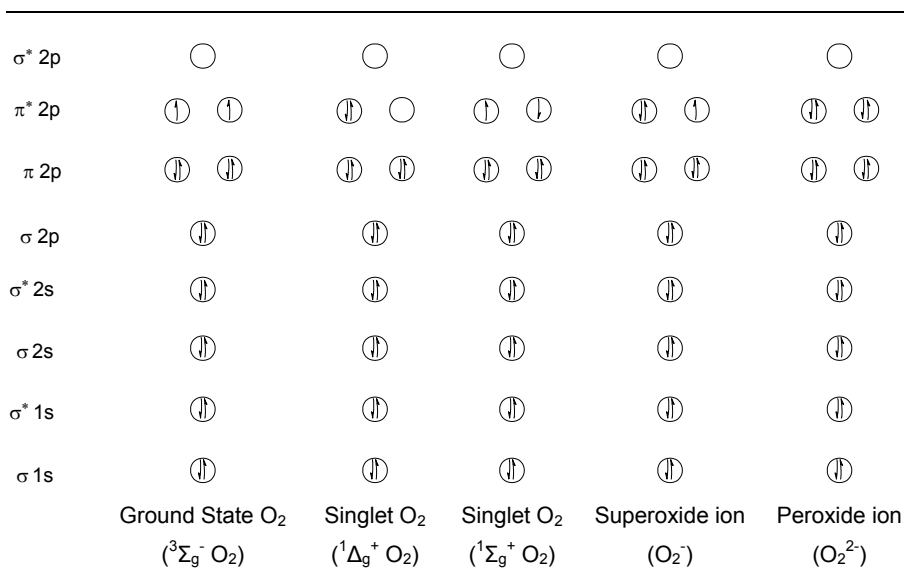 σ* 2p
π* 2p
π 2p
σ 2p
σ* 2s
σ 2s
σ* 1s
σ 1s
Ground State O₂ Singlet O₂ Singlet O₂ Superoxide ion Peroxide ion
(³Σg⁻ O₂) (¹Δg⁺ O₂) (¹Σg⁺ O₂) (O₂⁻) (O₂²⁻)